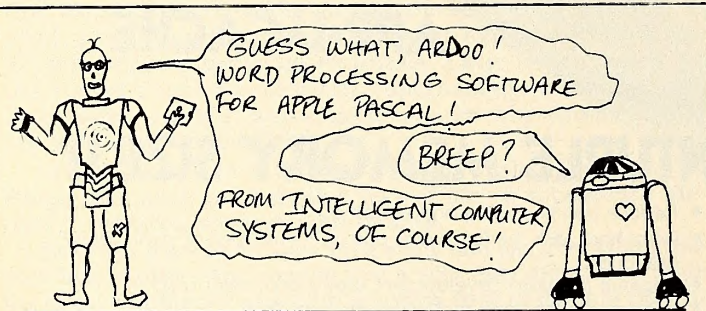 GUESS WHAT, ARDOO!
WORD PROCESSING SOFTWARE
FOR APPLE PASCAL!
BREEP?
FROM INTELLIGENT COMPUTER
SYSTEMS, OF COURSE!